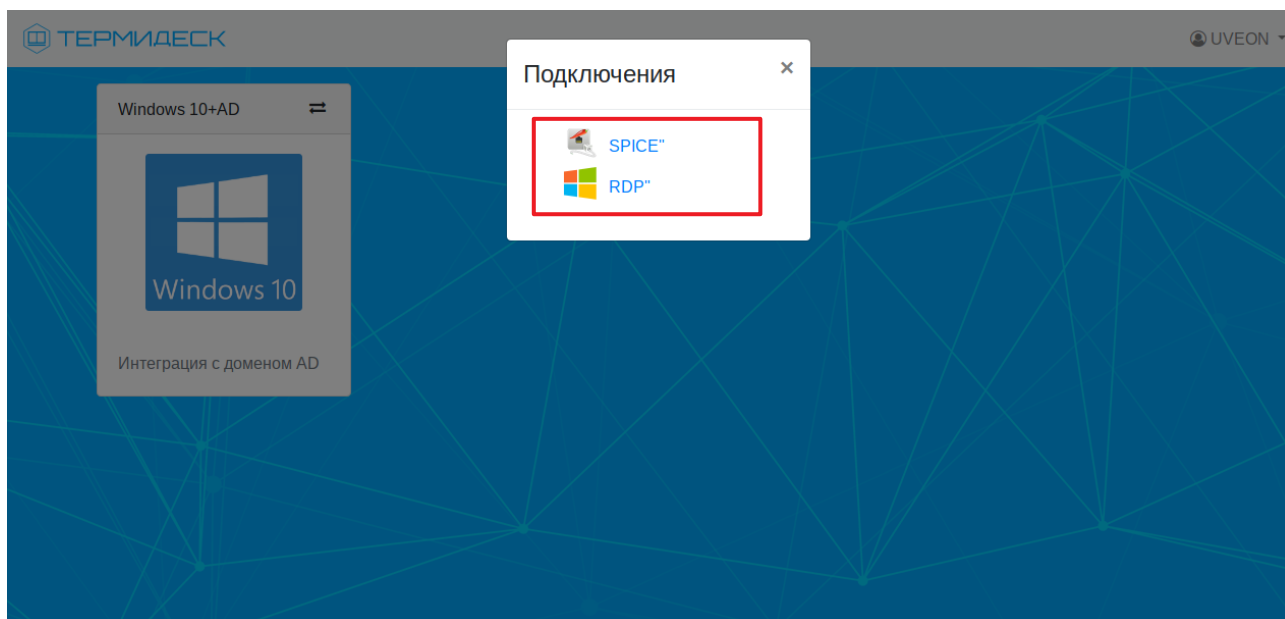 ТЕРМИДЕСК
UVEON
Подключения
×
Windows 10+AD
SPICE"
RDP"
Windows 10
Интеграция с доменом AD